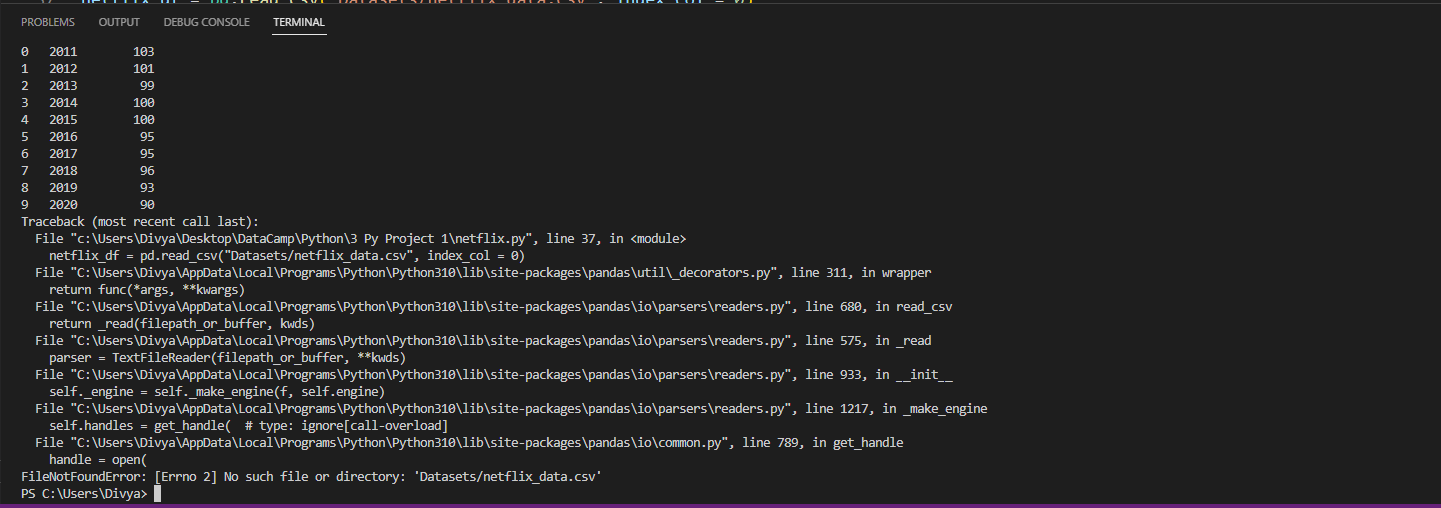 PROBLEMS OUTPUT DEBUG CONSOLE TERMINAL
0 2011 103
1 2012 101
2 2013 99
3 2014 100
4 2015 100
5 2016 95
6 2017 95
7 2018 96
8 2019 93
9 2020 90
Traceback (most recent call last):
File "c:\Users\Divya\Desktop\DataCamp\Python\3 Py Project 1\netflix.py", line 37, in <module>
netflix_df = pd.read_csv("Datasets/netflix_data.csv", index_col = 0)
File "C:\Users\Divya\AppData\Local\Programs\Python\Python310\lib\site-packages\pandas\util\_decorators.py", line 311, in wrapper
return func(*args, **kwargs)
File "C:\Users\Divya\AppData\Local\Programs\Python\Python310\lib\site-packages\pandas\io\parsers\readers.py", line 680, in read_csv
return _read(filepath_or_buffer, kwds)
File "C:\Users\Divya\AppData\Local\Programs\Python\Python310\lib\site-packages\pandas\io\parsers\readers.py", line 575, in _read
parser = TextFileReader(filepath_or_buffer, **kwds)
File "C:\Users\Divya\AppData\Local\Programs\Python\Python310\lib\site-packages\pandas\io\parsers\readers.py", line 933, in __init__
self._engine = self._make_engine(f, self.engine)
File "C:\Users\Divya\AppData\Local\Programs\Python\Python310\lib\site-packages\pandas\io\parsers\readers.py", line 1217, in _make_engine
self.handles = get_handle(  # type: ignore[call-overload]
File "C:\Users\Divya\AppData\Local\Programs\Python\Python310\lib\site-packages\pandas\io\common.py", line 789, in get_handle
handle = open(
FileNotFoundError: [Errno 2] No such file or directory: 'Datasets/netflix_data.csv'
PS C:\Users\Divya>